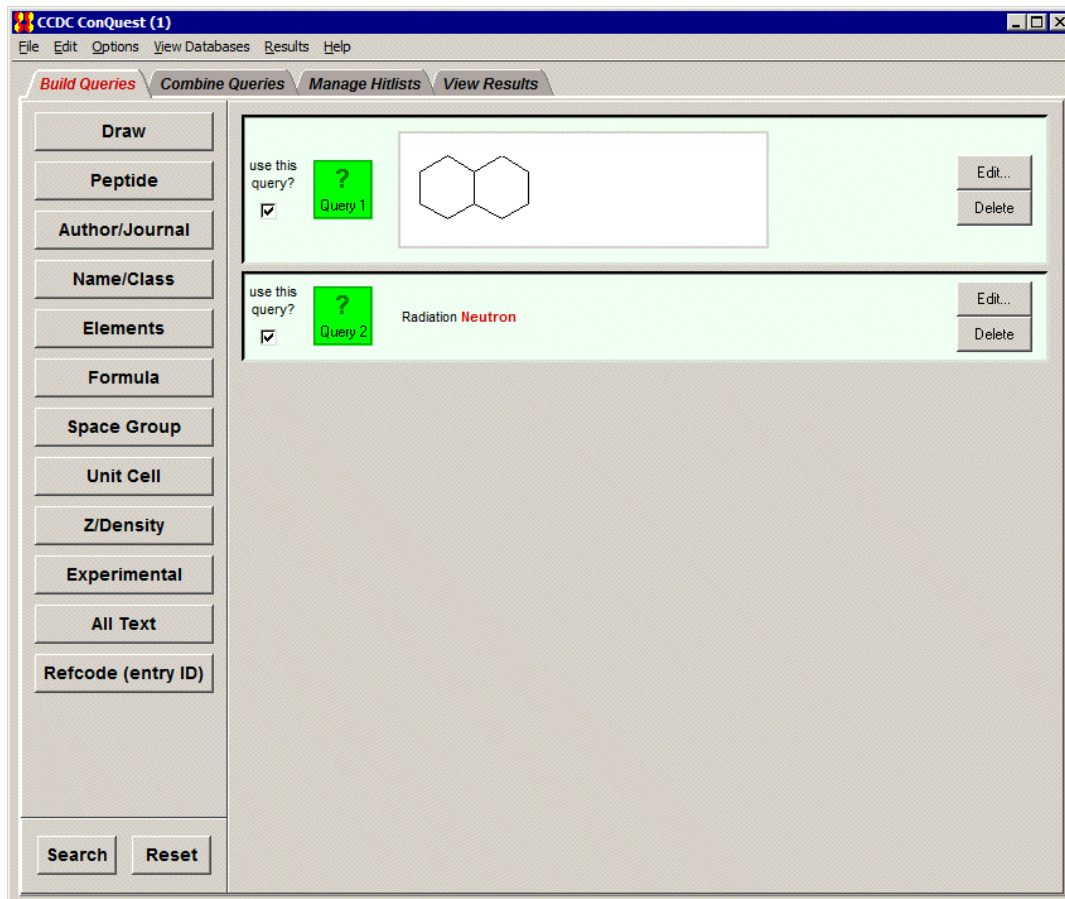 CCDC ConQuest (1)
File Edit Options View Databases Results Help
Build Queries Combine Queries Manage Hitlists View Results
Draw
Peptide
Author/Journal
Name/Class
Elements
Formula
Space Group
Unit Cell
Z/Density
Experimental
All Text
Refcode (entry ID)
Search Reset
use this
query?
?
Query 1
Edit...
Delete
use this
query?
?
Query 2
Radiation Neutron
Edit...
Delete